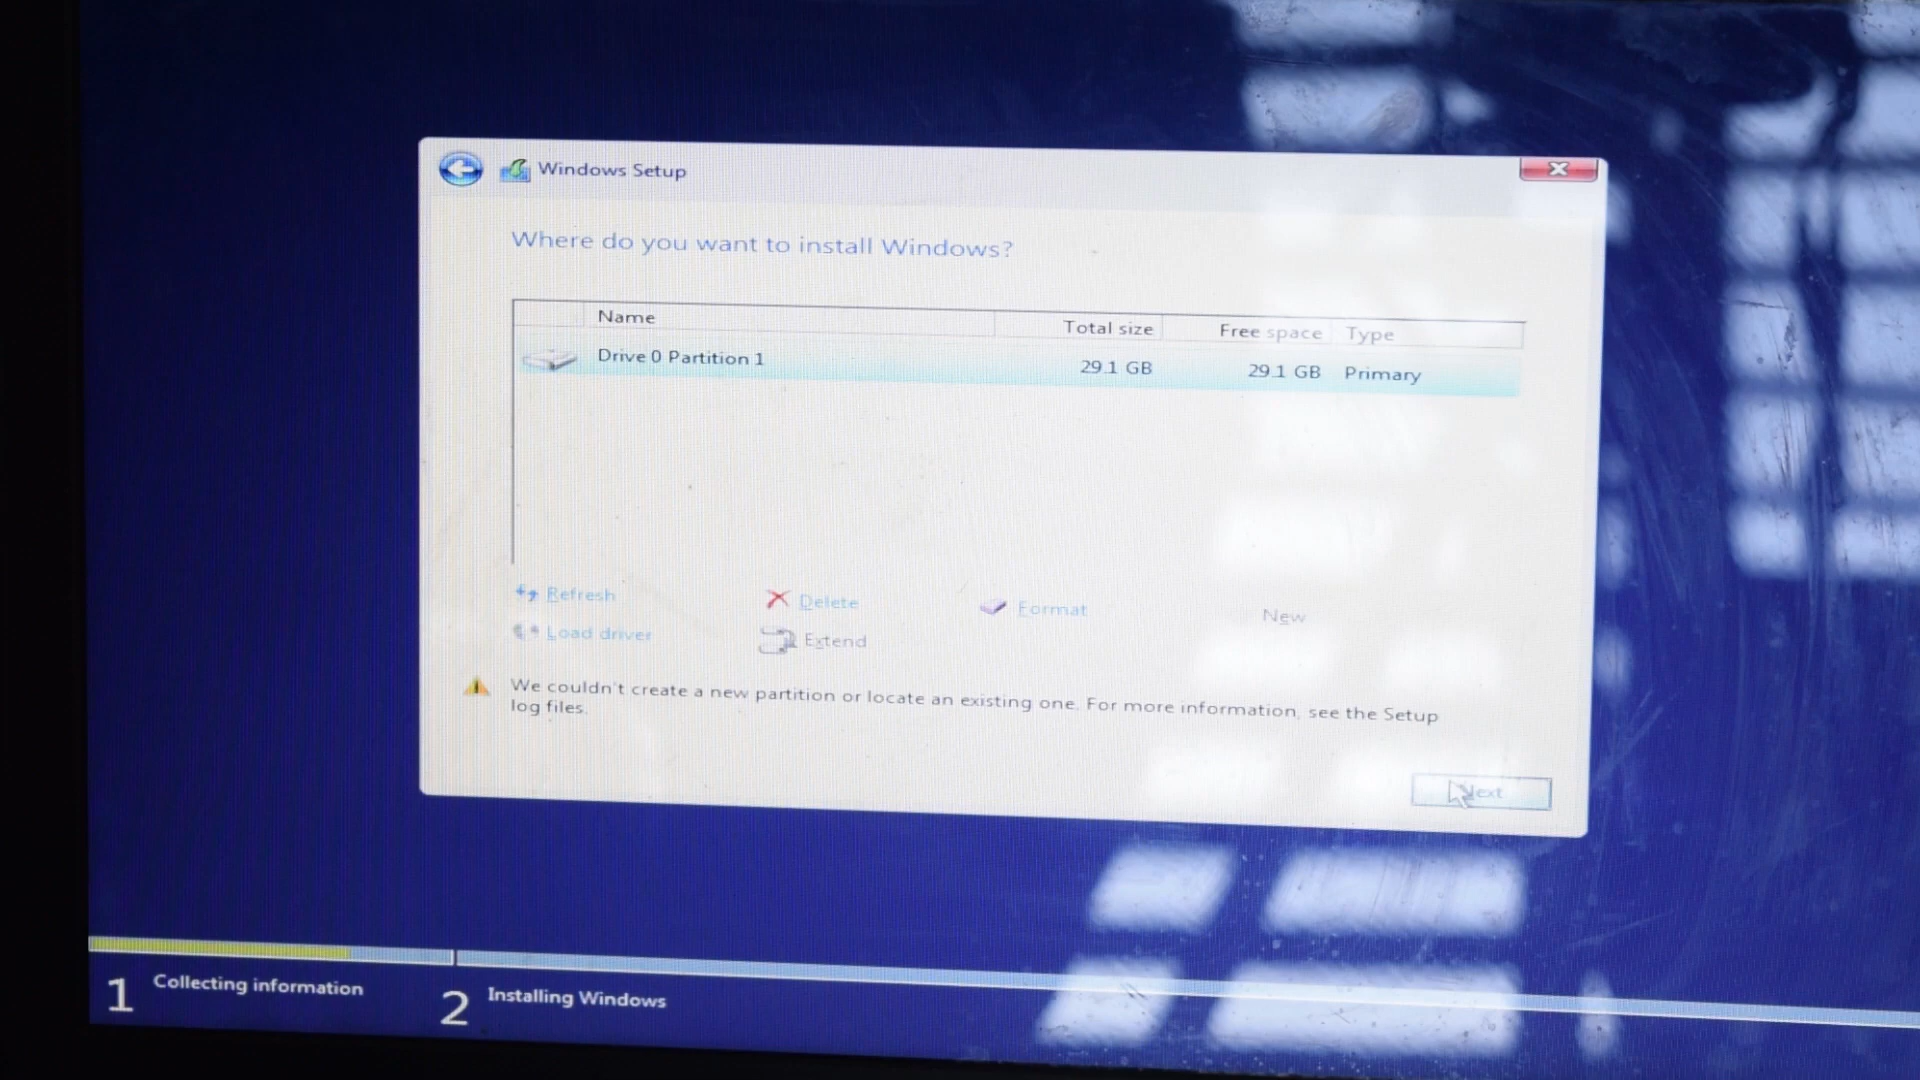 Windows Setup
Where do you want to install Windows?
Name Total size Free space Type
Drive 0 Partition 1 29.1 GB 29.1 GB Primary
Refresh Delete Format New
Load driver Extend
We couldn't create a new partition or locate an existing one. For more information, see the Setup
log files.
Next
1 Collecting information 2 Installing Windows